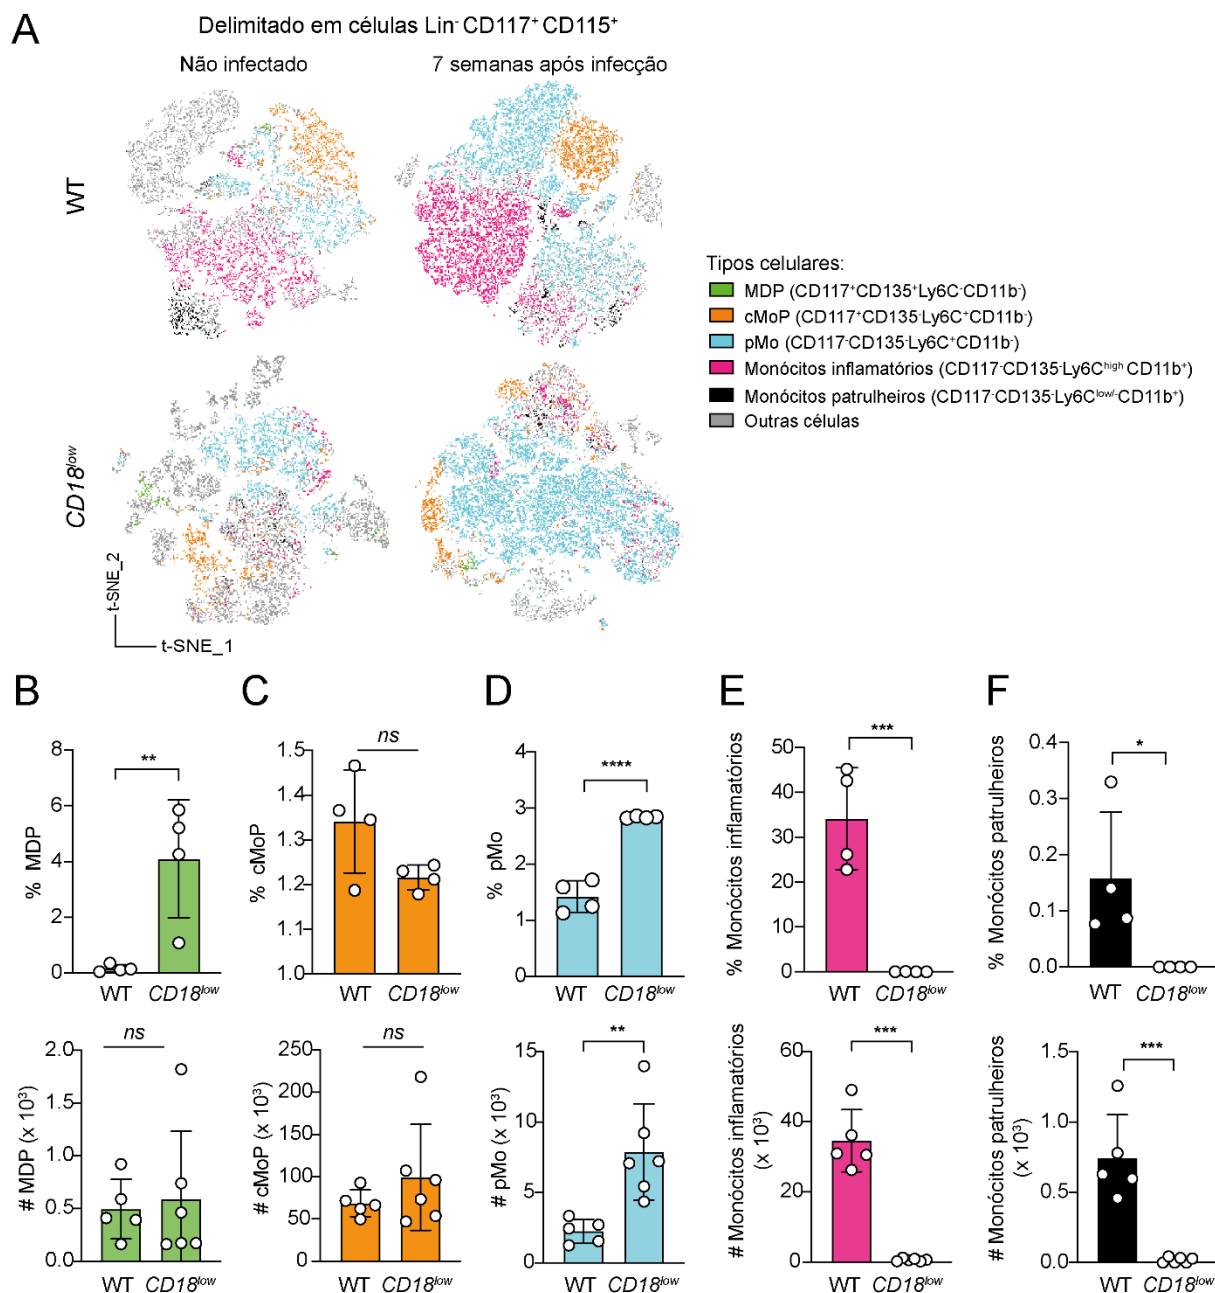 A
Delimitado em células Lin⁻ CD117⁺ CD115⁺
Não infectado
7 semanas após infecção
WT
CD18ˡᵒʷ
t-SNE_2
t-SNE_1
Tipos celulares:
MDP (CD117⁺CD135⁺Ly6C⁻CD11b⁻)
cMoP (CD117⁺CD135⁻Ly6C⁺CD11b⁻)
pMo (CD117⁻CD135⁻Ly6C⁺CD11b⁻)
Monócitos inflamatórios (CD117⁻CD135⁻Ly6Cʰⁱᵍʰ CD11b⁺)
Monócitos patrulheiros (CD117⁻CD135⁻Ly6Cˡᵒʷ/⁻CD11b⁺)
Outras células
B
% MDP
8
6
4
2
0
**
WT
CD18ˡᵒʷ
# MDP (x 10³)
2.0
1.5
1.0
0.5
0.0
ns
WT
CD18ˡᵒʷ
C
% cMoP
1.5
1.4
1.3
1.2
1.1
1.0
ns
WT
CD18ˡᵒʷ
# cMoP (x 10³)
250
200
150
100
50
0
ns
WT
CD18ˡᵒʷ
D
% pMo
4
3
2
1
0
****
WT
CD18ˡᵒʷ
# pMo (x 10³)
15
10
5
0
**
WT
CD18ˡᵒʷ
E
% Monócitos inflamatórios
50
40
30
20
10
0
***
WT
CD18ˡᵒʷ
# Monócitos inflamatórios
(x 10³)
60
40
20
0
***
WT
CD18ˡᵒʷ
F
% Monócitos patrulheiros
0.4
0.3
0.2
0.1
0.0
*
WT
CD18ˡᵒʷ
# Monócitos patrulheiros
(x 10³)
1.5
1.0
0.5
0.0
***
WT
CD18ˡᵒʷ